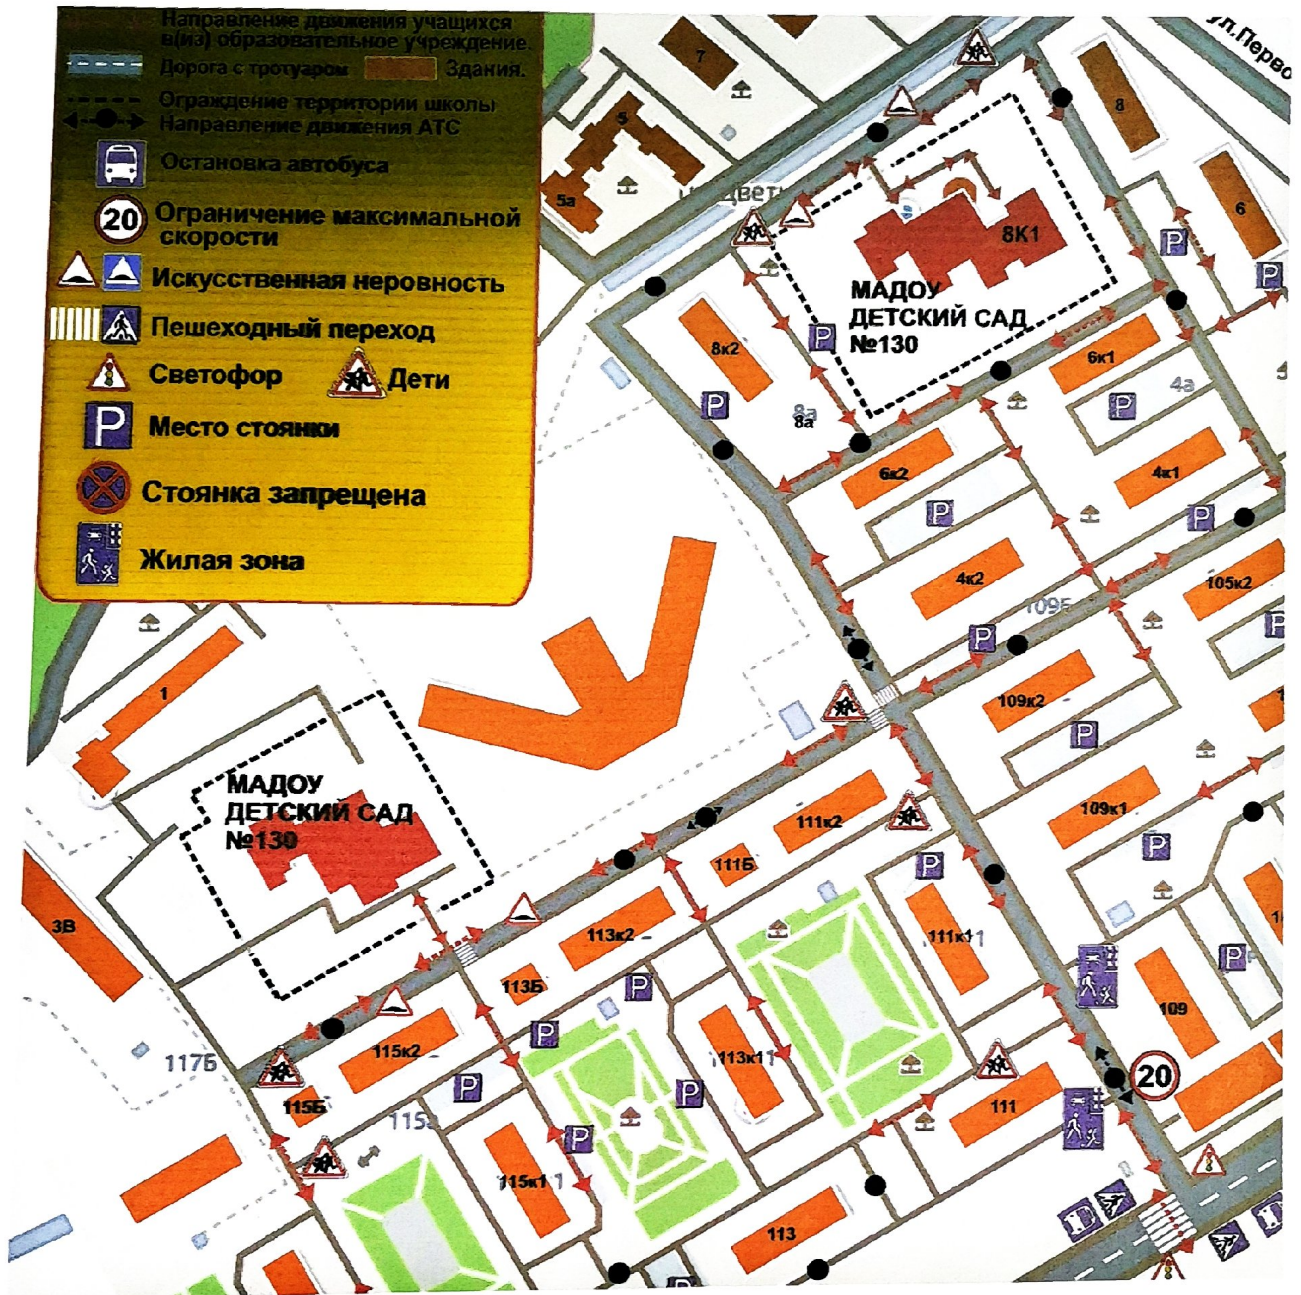 Направление движения учащихся
в(из) образовательное учреждение.
Дорога с тротуаром
Здания.
Ограждение территории школы
Направление движения АТС
Остановка автобуса
20
Ограничение максимальной
скорости
Искусственная неровность
Пешеходный переход
Светофор
Дети
P
Место стоянки
Стоянка запрещена
Жилая зона
ул.Перво
7
8
5
5а
6
8К1
МАДОУ
ДЕТСКИЙ САД
№130
P
P
P
8к2
6к1
4а
P
P
8а
8а
6к2
4к1
P
P
4к2
105к2
109Б
P
P
1
109к2
P
МАДОУ
ДЕТСКИЙ САД
№130
111к2
109к1
P
111Б
P
3В
113к2
111к1
P
113Б
P
109
P
115к2
113к1
117Б
20
P
P
115Б
111
P
115к1
113
P